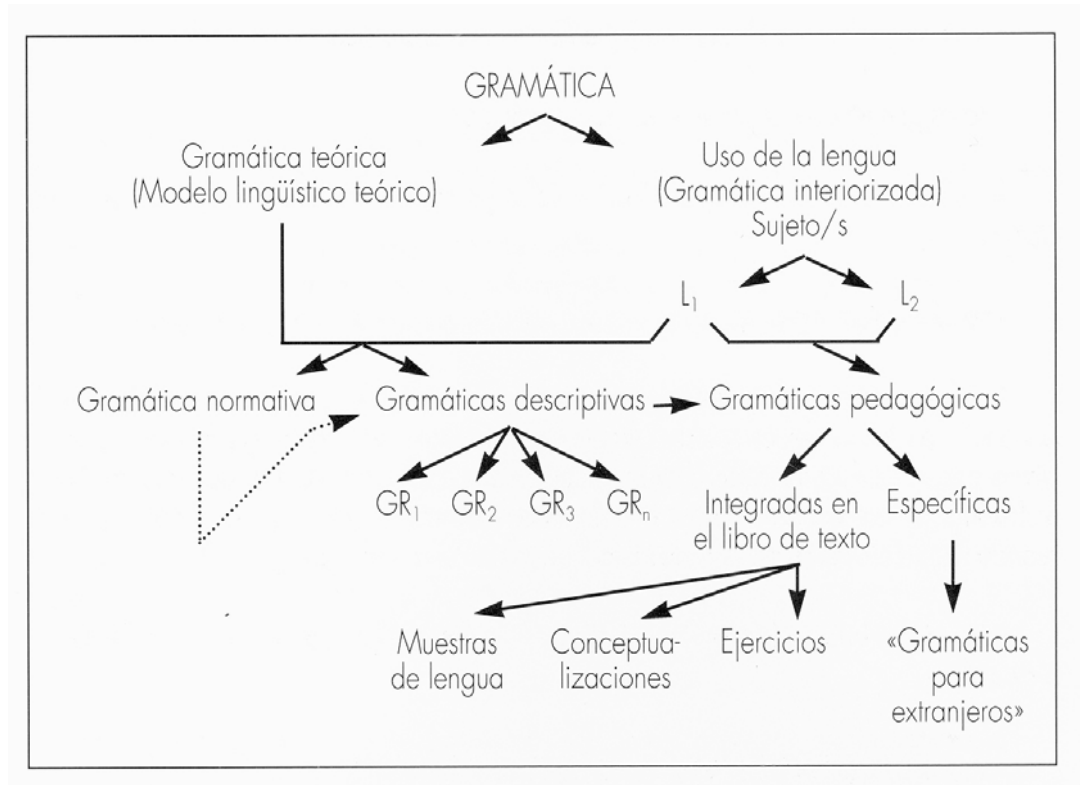 GRAMÁTICA
Gramática teórica
(Modelo lingüístico teórico)
Uso de la lengua
(Gramática interiorizada)
Sujeto/s
L₁
L₂
Gramática normativa
Gramáticas descriptivas
Gramáticas pedagógicas
GR₁
GR₂
GR₃
GRₙ
Integradas en
el libro de texto
Específicas
Muestras
de lengua
Conceptua-
lizaciones
Ejercicios
«Gramáticas
para
extranjeros»